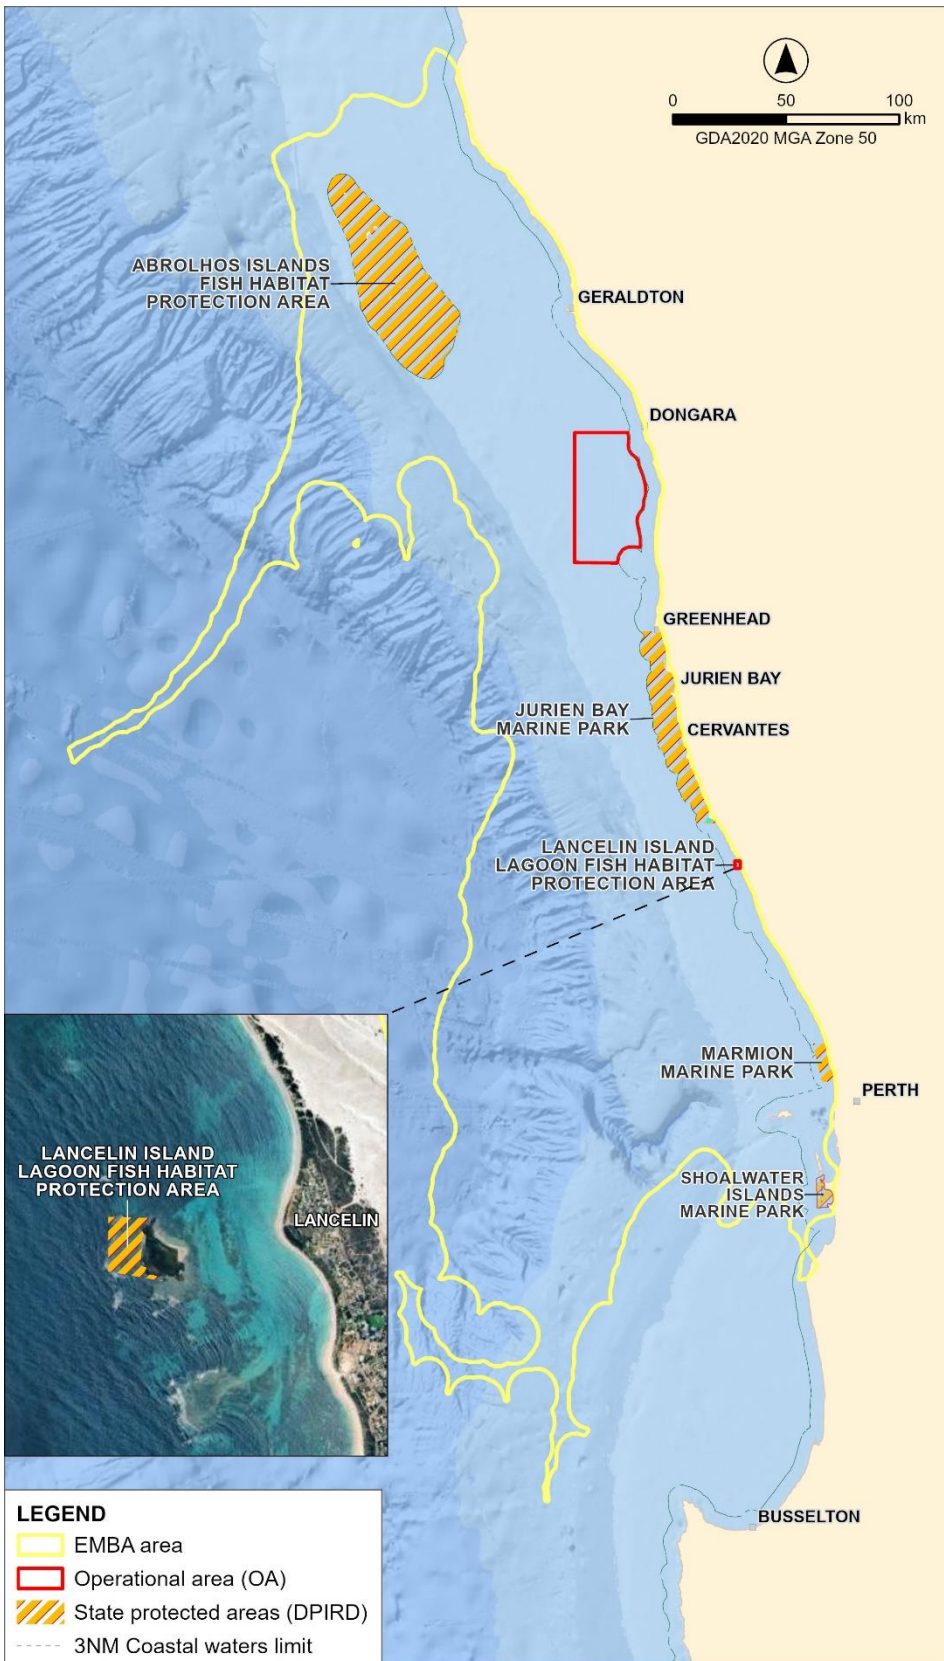 0 50 100
km
GDA2020 MGA Zone 50
ABROLHOS ISLANDS
FISH HABITAT
PROTECTION AREA
GERALDTON
DONGARA
GREENHEAD
JURIEN BAY
JURIEN BAY
MARINE PARK
CERVANTES
LANCELIN ISLAND
LAGOON FISH HABITAT
PROTECTION AREA
MARMION
MARINE PARK
PERTH
SHOALWATER
ISLANDS
MARINE PARK
LANCELIN ISLAND
LAGOON FISH HABITAT
PROTECTION AREA
LANCELIN
BUSSELTON
LEGEND
EMBA area
Operational area (OA)
State protected areas (DPIRD)
3NM Coastal waters limit